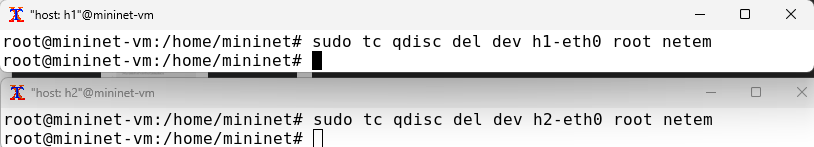 "host: h1"@mininet-vm
root@mininet-vm:/home/mininet# sudo tc qdisc del dev h1-eth0 root netem
root@mininet-vm:/home/mininet#
"host: h2"@mininet-vm
root@mininet-vm:/home/mininet# sudo tc qdisc del dev h2-eth0 root netem
root@mininet-vm:/home/mininet#